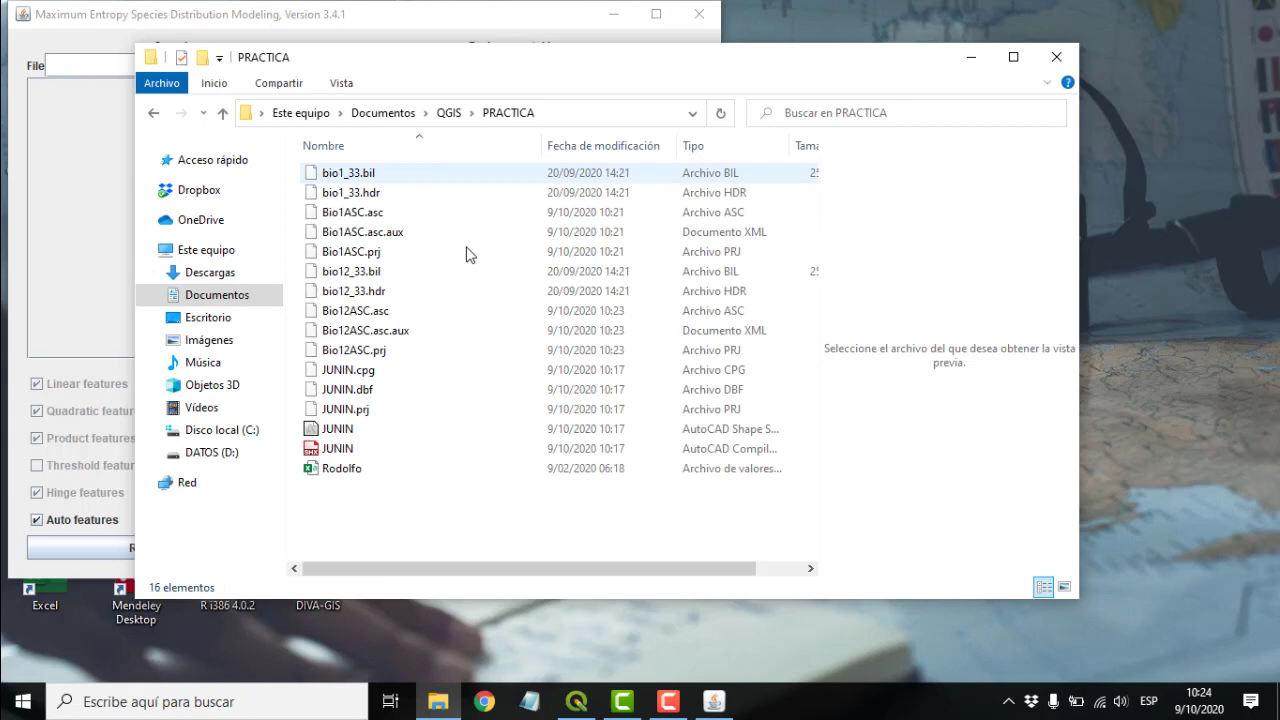 Maximum Entropy Species Distribution Modeling, Version 3.4.1
File
PRACTICA
Archivo
Inicio
Compartir
Vista
Este equipo
Documentos
QGIS
PRACTICA
Buscar en PRACTICA
Nombre
Fecha de modificación
Tipo
Tama
Acceso rápido
Dropbox
OneDrive
Este equipo
Descargas
Documentos
Escritorio
Imágenes
Música
Objetos 3D
Vídeos
Disco local (C:)
DATOS (D:)
Red
bio1_33.bil 20/09/2020 14:21 Archivo BIL 25
bio1_33.hdr 20/09/2020 14:21 Archivo HDR
Bio1ASC.asc 9/10/2020 10:21 Archivo ASC
Bio1ASC.asc.aux 9/10/2020 10:21 Documento XML
Bio1ASC.prj 9/10/2020 10:21 Archivo PRJ
bio12_33.bil 20/09/2020 14:21 Archivo BIL 25
bio12_33.hdr 20/09/2020 14:21 Archivo HDR
Bio12ASC.asc 9/10/2020 10:23 Archivo ASC
Bio12ASC.asc.aux 9/10/2020 10:23 Documento XML
Bio12ASC.prj 9/10/2020 10:23 Archivo PRJ
JUNIN.cpg 9/10/2020 10:17 Archivo CPG
JUNIN.dbf 9/10/2020 10:17 Archivo DBF
JUNIN.prj 9/10/2020 10:17 Archivo PRJ
JUNIN 9/10/2020 10:17 AutoCAD Shape S...
JUNIN 9/10/2020 10:17 AutoCAD Compil...
Rodolfo 9/02/2020 06:18 Archivo de valores...
Seleccione el archivo del que desea obtener la vista
previa.
16 elementos
Linear features
Quadratic featur
Product features
Threshold featur
Hinge features
Auto features
R
Excel
Mendeley
Desktop
R i386 4.0.2
DIVA-GIS
Escribe aquí para buscar
ESP
10:24
9/10/2020